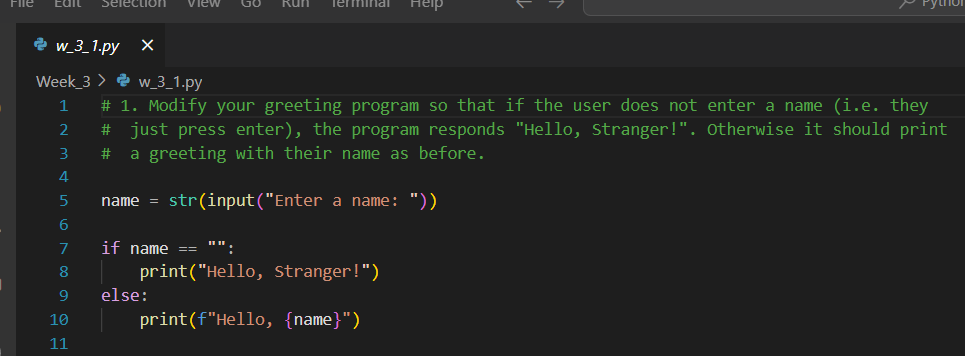 File Edit Selection View Go Run Terminal Help Python
w_3_1.py
Week_3 > w_3_1.py
1 # 1. Modify your greeting program so that if the user does not enter a name (i.e. they
2 #  just press enter), the program responds "Hello, Stranger!". Otherwise it should print
3 #  a greeting with their name as before.
4
5 name = str(input("Enter a name: "))
6
7 if name == "":
8     print("Hello, Stranger!")
9 else:
10     print(f"Hello, {name}")
11